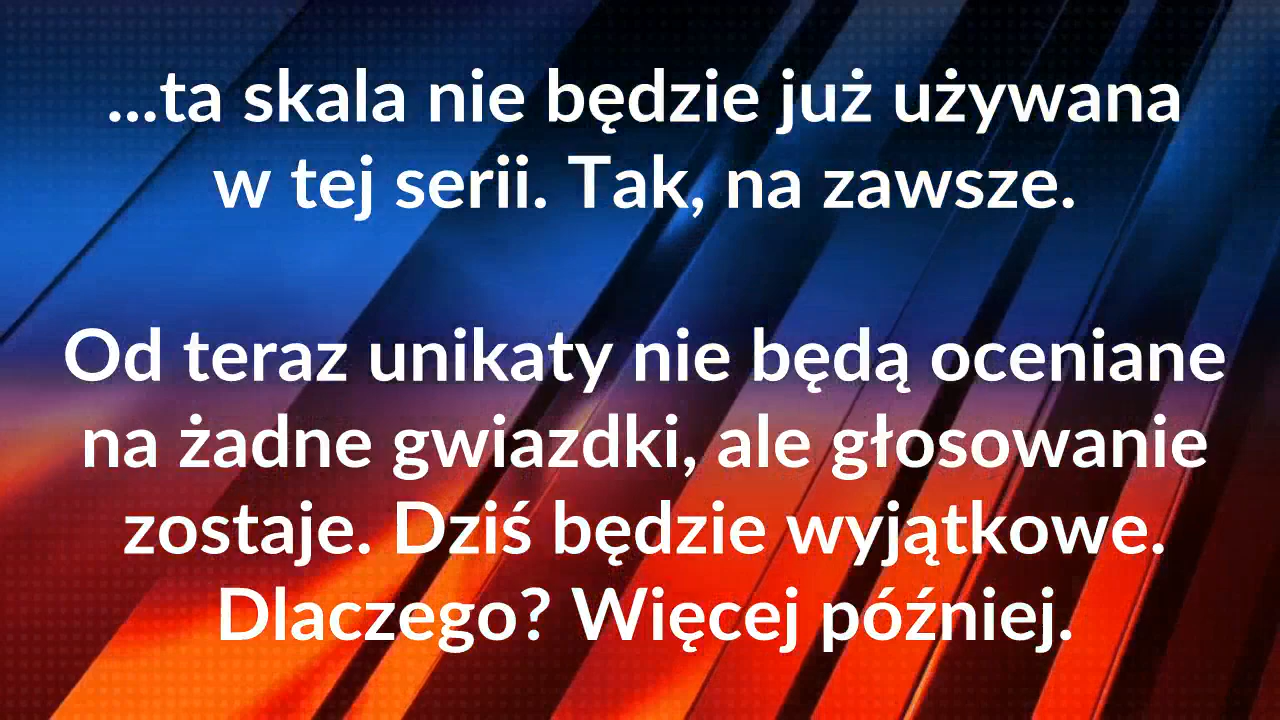 ...ta skala nie będzie już używana
w tej serii. Tak, na zawsze.
Od teraz unikaty nie będą oceniane
na żadne gwiazdki, ale głosowanie
zostaje. Dziś będzie wyjątkowe.
Dlaczego? Więcej później.